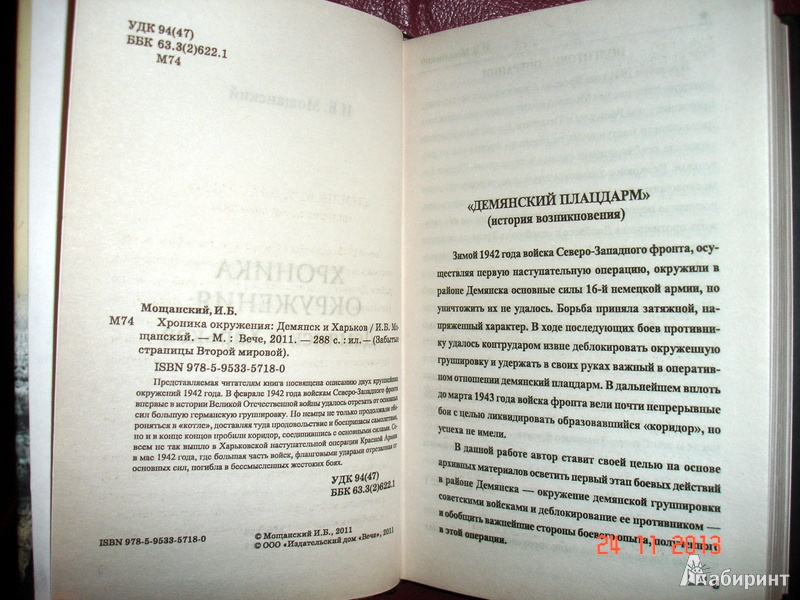 УДК 94(47)
ББК 63.3(2)622.1
М74
Мощанский, И.Б.
М74
Хроника окружения: Демянск и Харьков / И.Б. Мо-
щанский. — М. : Вече, 2011. — 288 с. : ил. — (Забытые
страницы Второй мировой).
ISBN 978-5-9533-5718-0
Представляемая читателям книга посвящена описанию двух крупнейших
окружений 1942 года. В феврале 1942 года войскам Северо-Западного фронта
впервые в истории Великой Отечественной войны удалось отрезать от основных
сил большую германскую группировку. Но немцы не только продолжали обо-
роняться в «котле», доставляя туда продовольствие и боеприпасы самолетами,
но и в конце концов пробили коридор, соединившись с основными силами. Со-
всем не так вышло в Харьковской наступательной операции Красной Армии
в мае 1942 года, где большая часть войск, фланговыми ударами отрезанная от
основных сил, погибла в бессмысленных жестоких боях.
УДК 94(47)
ББК 63.3(2)622.1
ISBN 978-5-9533-5718-0
© Мощанский И.Б., 2011
© ООО «Издательский дом «Вече», 2011
«ДЕМЯНСКИЙ ПЛАЦДАРМ»
(история возникновения)
Зимой 1942 года войска Северо-Западного фронта, осу-
ществляя первую наступательную операцию, окружили в
районе Демянска основные силы 16-й немецкой армии, но
уничтожить их не удалось. Борьба приняла затяжной, на-
пряженный характер. В ходе последующих боев противни-
ку удалось контрударом извне деблокировать окруженную
группировку и удержать в своих руках важный в оператив-
ном отношении демянский плацдарм. В дальнейшем вплоть
до марта 1943 года войска фронта вели почти непрерывные
бои с целью ликвидировать образовавшийся «коридор», но
успеха не имели.
В данной работе автор ставит своей целью на основе
архивных материалов осветить первый этап боевых действий
в районе Демянска — окружение демянской группировки
советскими войсками и деблокирование ее противником —
и обобщить важнейшие стороны боевого опыта, полученного
в этой операции.
24 11 2013
Лабиринт